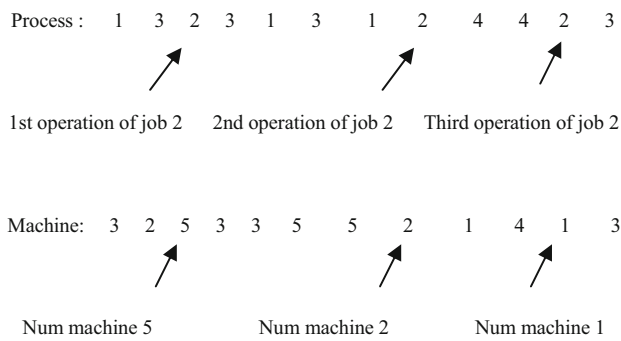 Process : 1 3 2 3 1 3 1 2 4 4 2 3
1st operation of job 2 2nd operation of job 2 Third operation of job 2
Machine: 3 2 5 3 3 5 5 2 1 4 1 3
Num machine 5 Num machine 2 Num machine 1